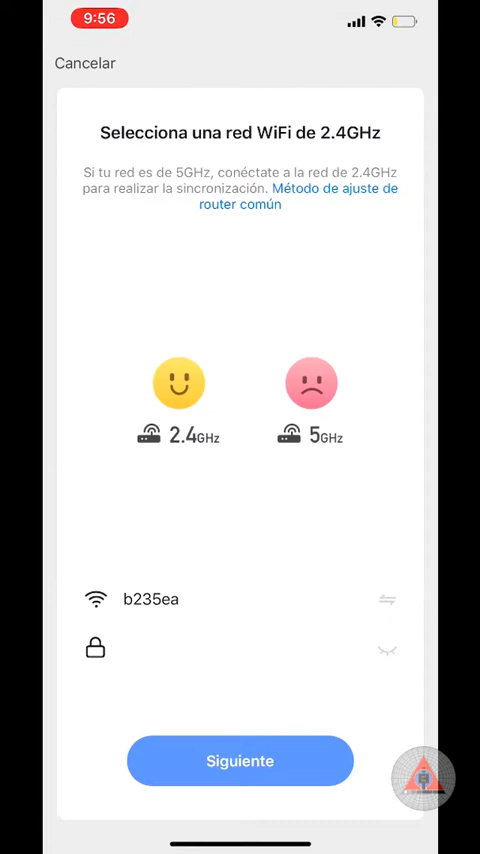 9:56
Cancelar
Selecciona una red WiFi de 2.4GHz
Si tu red es de 5GHz, conéctate a la red de 2.4GHz
para realizar la sincronización. Método de ajuste de
router común
2.4GHz
5GHz
b235ea
Siguiente